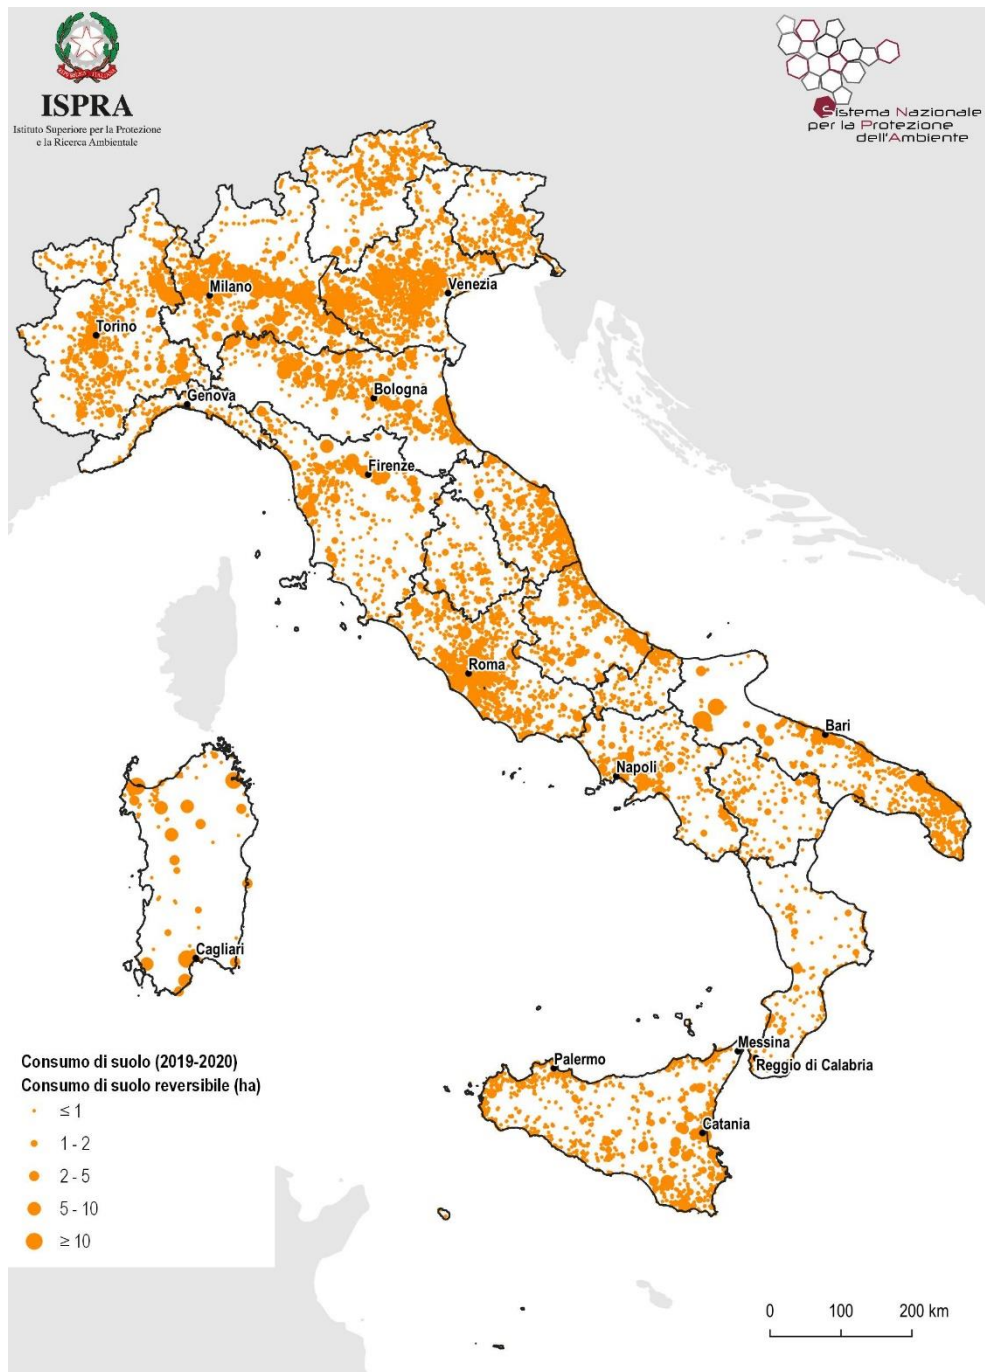 ISPRA
Istituto Superiore per la Protezione
e la Ricerca Ambientale
Sistema Nazionale
per la Protezione
dell'Ambiente
Milano
Venezia
Torino
Bologna
Genova
Firenze
Roma
Bari
Napoli
Cagliari
Messina
Palermo
Reggio di Calabria
Catania
Consumo di suolo (2019-2020)
Consumo di suolo reversibile (ha)
≤ 1
1 - 2
2 - 5
5 - 10
≥ 10
0 100 200 km